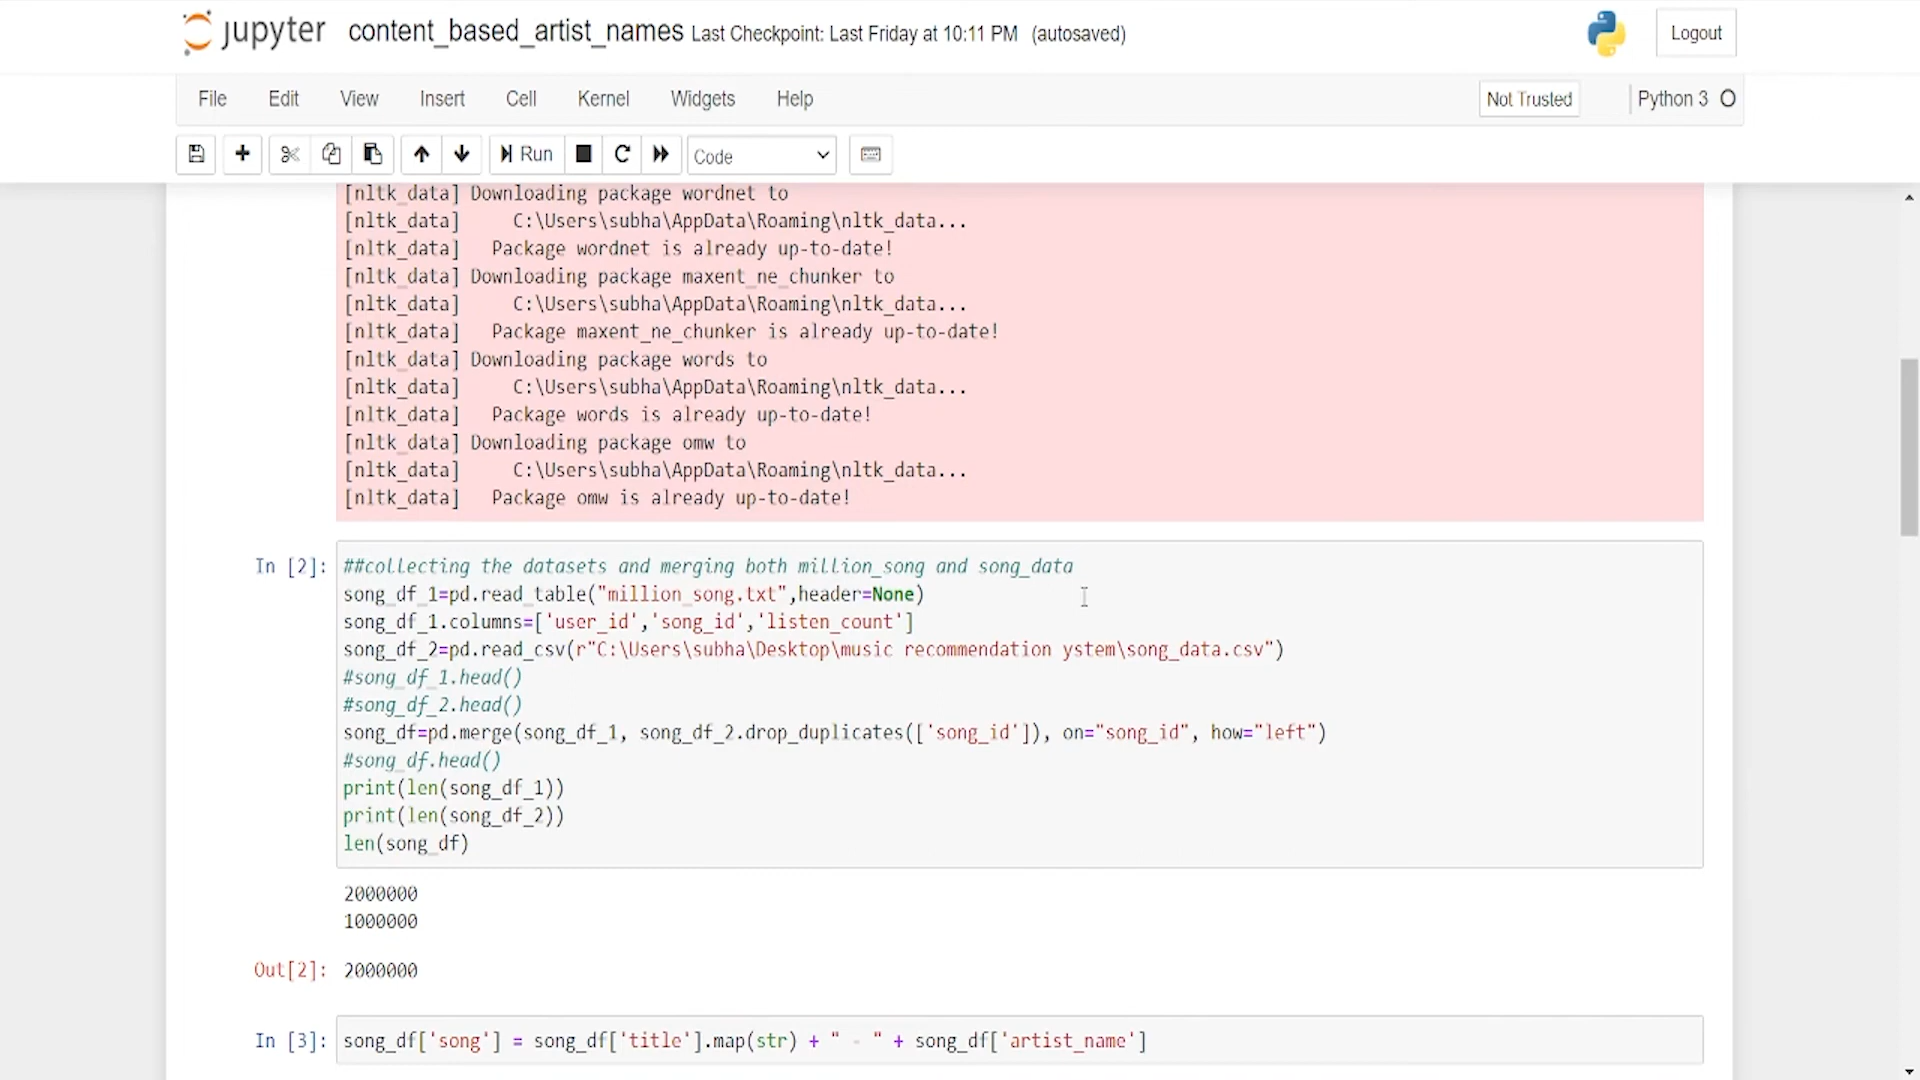 jupyter content_based_artist_names Last Checkpoint: Last Friday at 10:11 PM (autosaved) Logout
File Edit View Insert Cell Kernel Widgets Help Not Trusted Python 3
Run Code
[nltk_data] Downloading package wordnet to
[nltk_data]     C:\Users\subha\AppData\Roaming\nltk_data...
[nltk_data]   Package wordnet is already up-to-date!
[nltk_data] Downloading package maxent_ne_chunker to
[nltk_data]     C:\Users\subha\AppData\Roaming\nltk_data...
[nltk_data]   Package maxent_ne_chunker is already up-to-date!
[nltk_data] Downloading package words to
[nltk_data]     C:\Users\subha\AppData\Roaming\nltk_data...
[nltk_data]   Package words is already up-to-date!
[nltk_data] Downloading package omw to
[nltk_data]     C:\Users\subha\AppData\Roaming\nltk_data...
[nltk_data]   Package omw is already up-to-date!
In [2]: ##collecting the datasets and merging both million_song and song_data
song_df_1=pd.read_table("million_song.txt",header=None)
song_df_1.columns=['user_id','song_id','listen_count']
song_df_2=pd.read_csv(r"C:\Users\subha\Desktop\music recommendation ystem\song_data.csv")
#song_df_1.head()
#song_df_2.head()
song_df=pd.merge(song_df_1, song_df_2.drop_duplicates(['song_id']), on="song_id", how="left")
#song_df.head()
print(len(song_df_1))
print(len(song_df_2))
len(song_df)
2000000
1000000
Out[2]: 2000000
In [3]: song_df['song'] = song_df['title'].map(str) + " - " + song_df['artist_name']